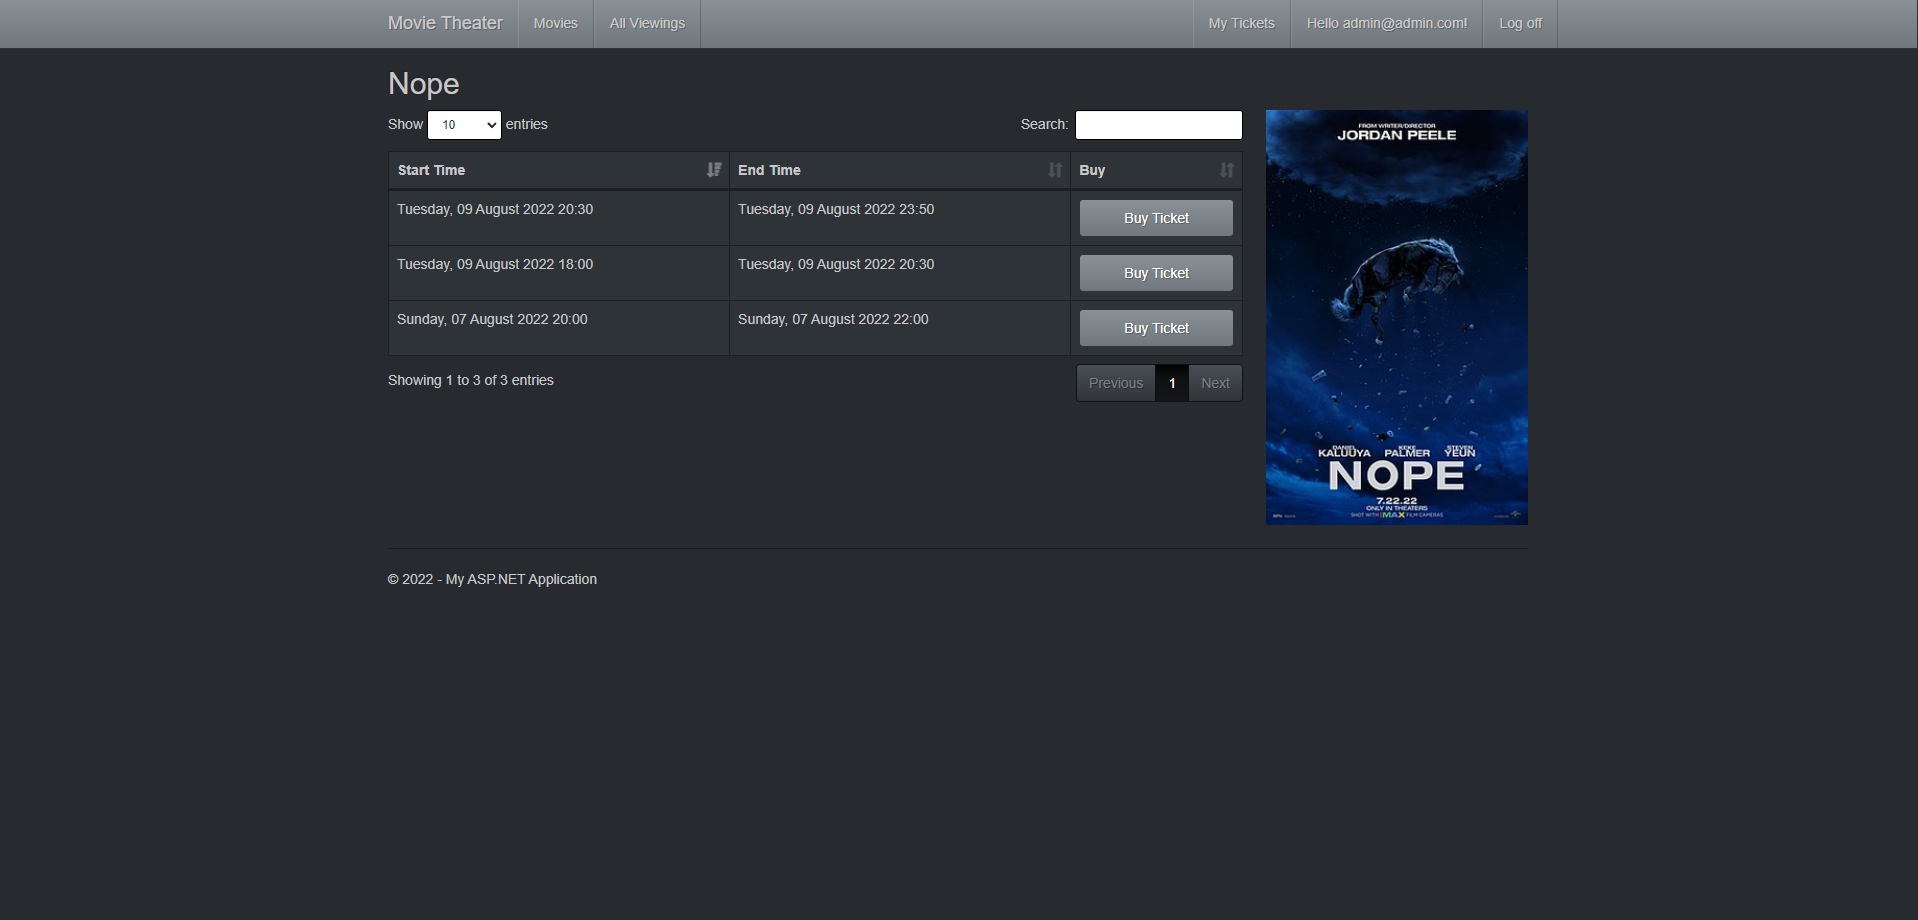 Movie Theater Movies All Viewings My Tickets Hello admin@admin.com! Log off
Nope
Show 10 entries Search:
Start Time End Time Buy
Tuesday, 09 August 2022 20:30 Tuesday, 09 August 2022 23:50 Buy Ticket
Tuesday, 09 August 2022 18:00 Tuesday, 09 August 2022 20:30 Buy Ticket
Sunday, 07 August 2022 20:00 Sunday, 07 August 2022 22:00 Buy Ticket
Showing 1 to 3 of 3 entries Previous 1 Next
FROM WRITER/DIRECTOR
JORDAN PEELE
DANIEL KEKE STEVEN
KALUUYA PALMER YEUN
NOPE
7.22.22
ONLY IN THEATERS
SHOT WITH IMAX FILM CAMERAS
© 2022 - My ASP.NET Application